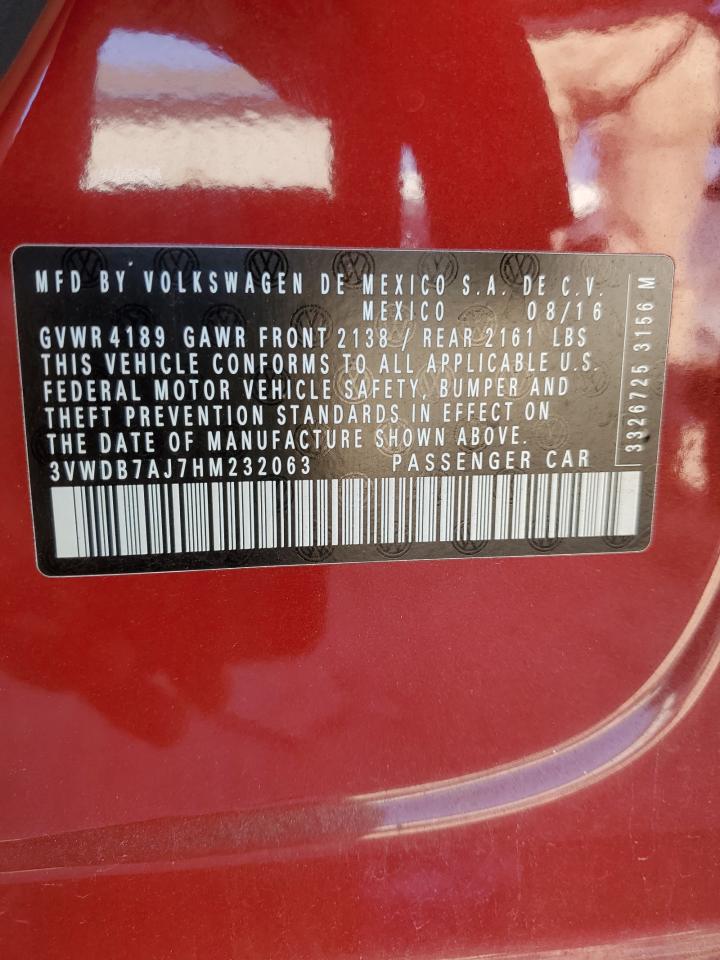 MFD BY VOLKSWAGEN DE MEXICO S.A. DE C.V.
MEXICO 08/16
GVWR 4189 GAWR FRONT 2138 / REAR 2161 LBS
THIS VEHICLE CONFORMS TO ALL APPLICABLE U.S.
FEDERAL MOTOR VEHICLE SAFETY, BUMPER AND
THEFT PREVENTION STANDARDS IN EFFECT ON
THE DATE OF MANUFACTURE SHOWN ABOVE.
3VWDB7AJ7HM232063 PASSENGER CAR
3326725 3156 M